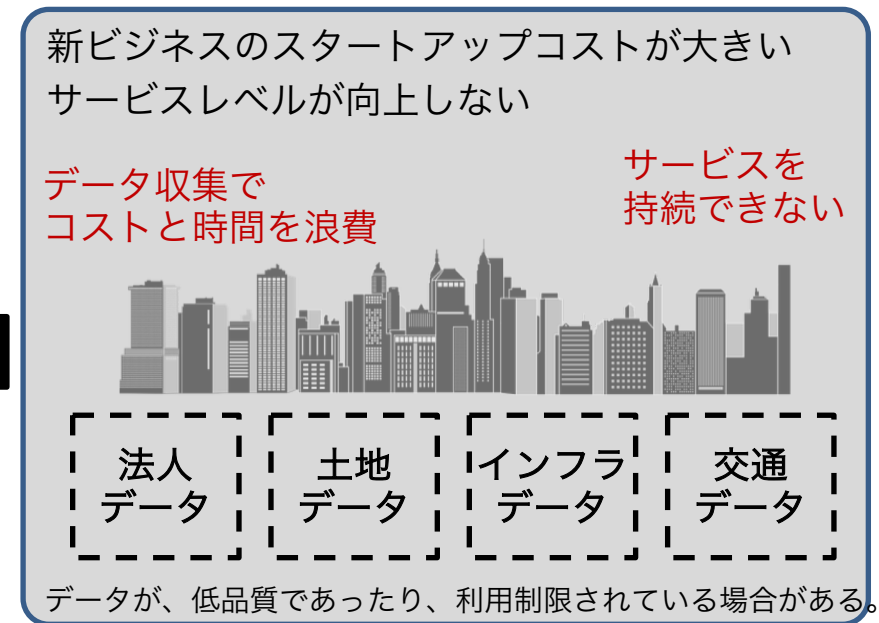 新ビジネスのスタートアップコストが大きい
サービスレベルが向上しない
データ収集で
コストと時間を浪費
サービスを
持続できない
法人
データ
土地
データ
インフラ
データ
交通
データ
データが、低品質であったり、利用制限されている場合がある。